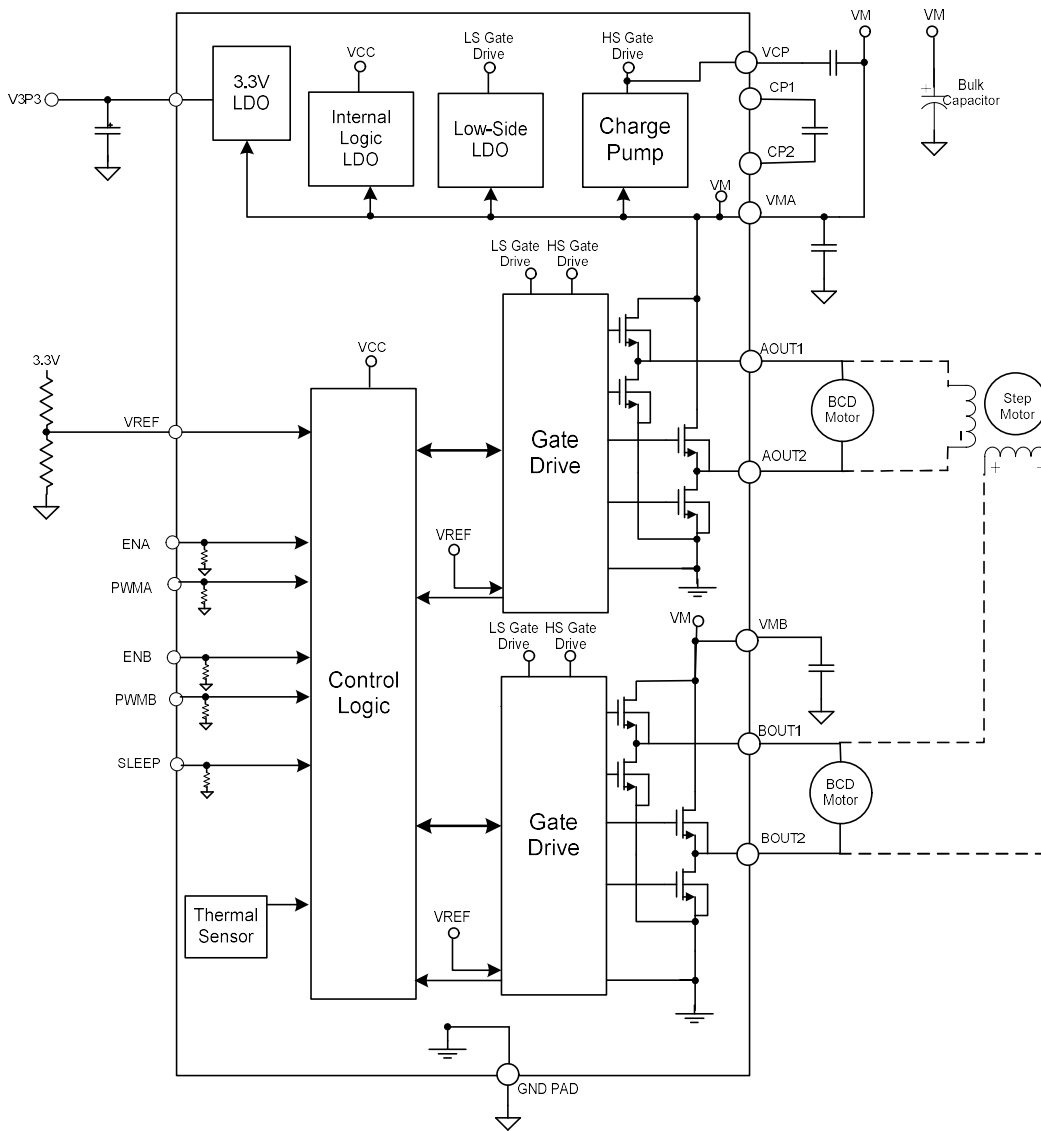 VM
VM
LS Gate
Drive
HS Gate
Drive
VCC
VCP
3.3V
LDO
V3P3
CP1
+
Bulk
Capacitor
Internal
Logic
LDO
Low-Side
LDO
Charge
Pump
CP2
VM
VMA
LS Gate
Drive
HS Gate
Drive
VCC
3.3V
AOUT1
BCD
Motor
Step
Motor
VREF
Gate
Drive
AOUT2
+
-
ENA
VREF
PWMA
VM
VMB
LS Gate
Drive
HS Gate
Drive
ENB
Control
Logic
PWMB
BOUT1
SLEEP
BCD
Motor
Gate
Drive
BOUT2
Thermal
Sensor
VREF
GND PAD